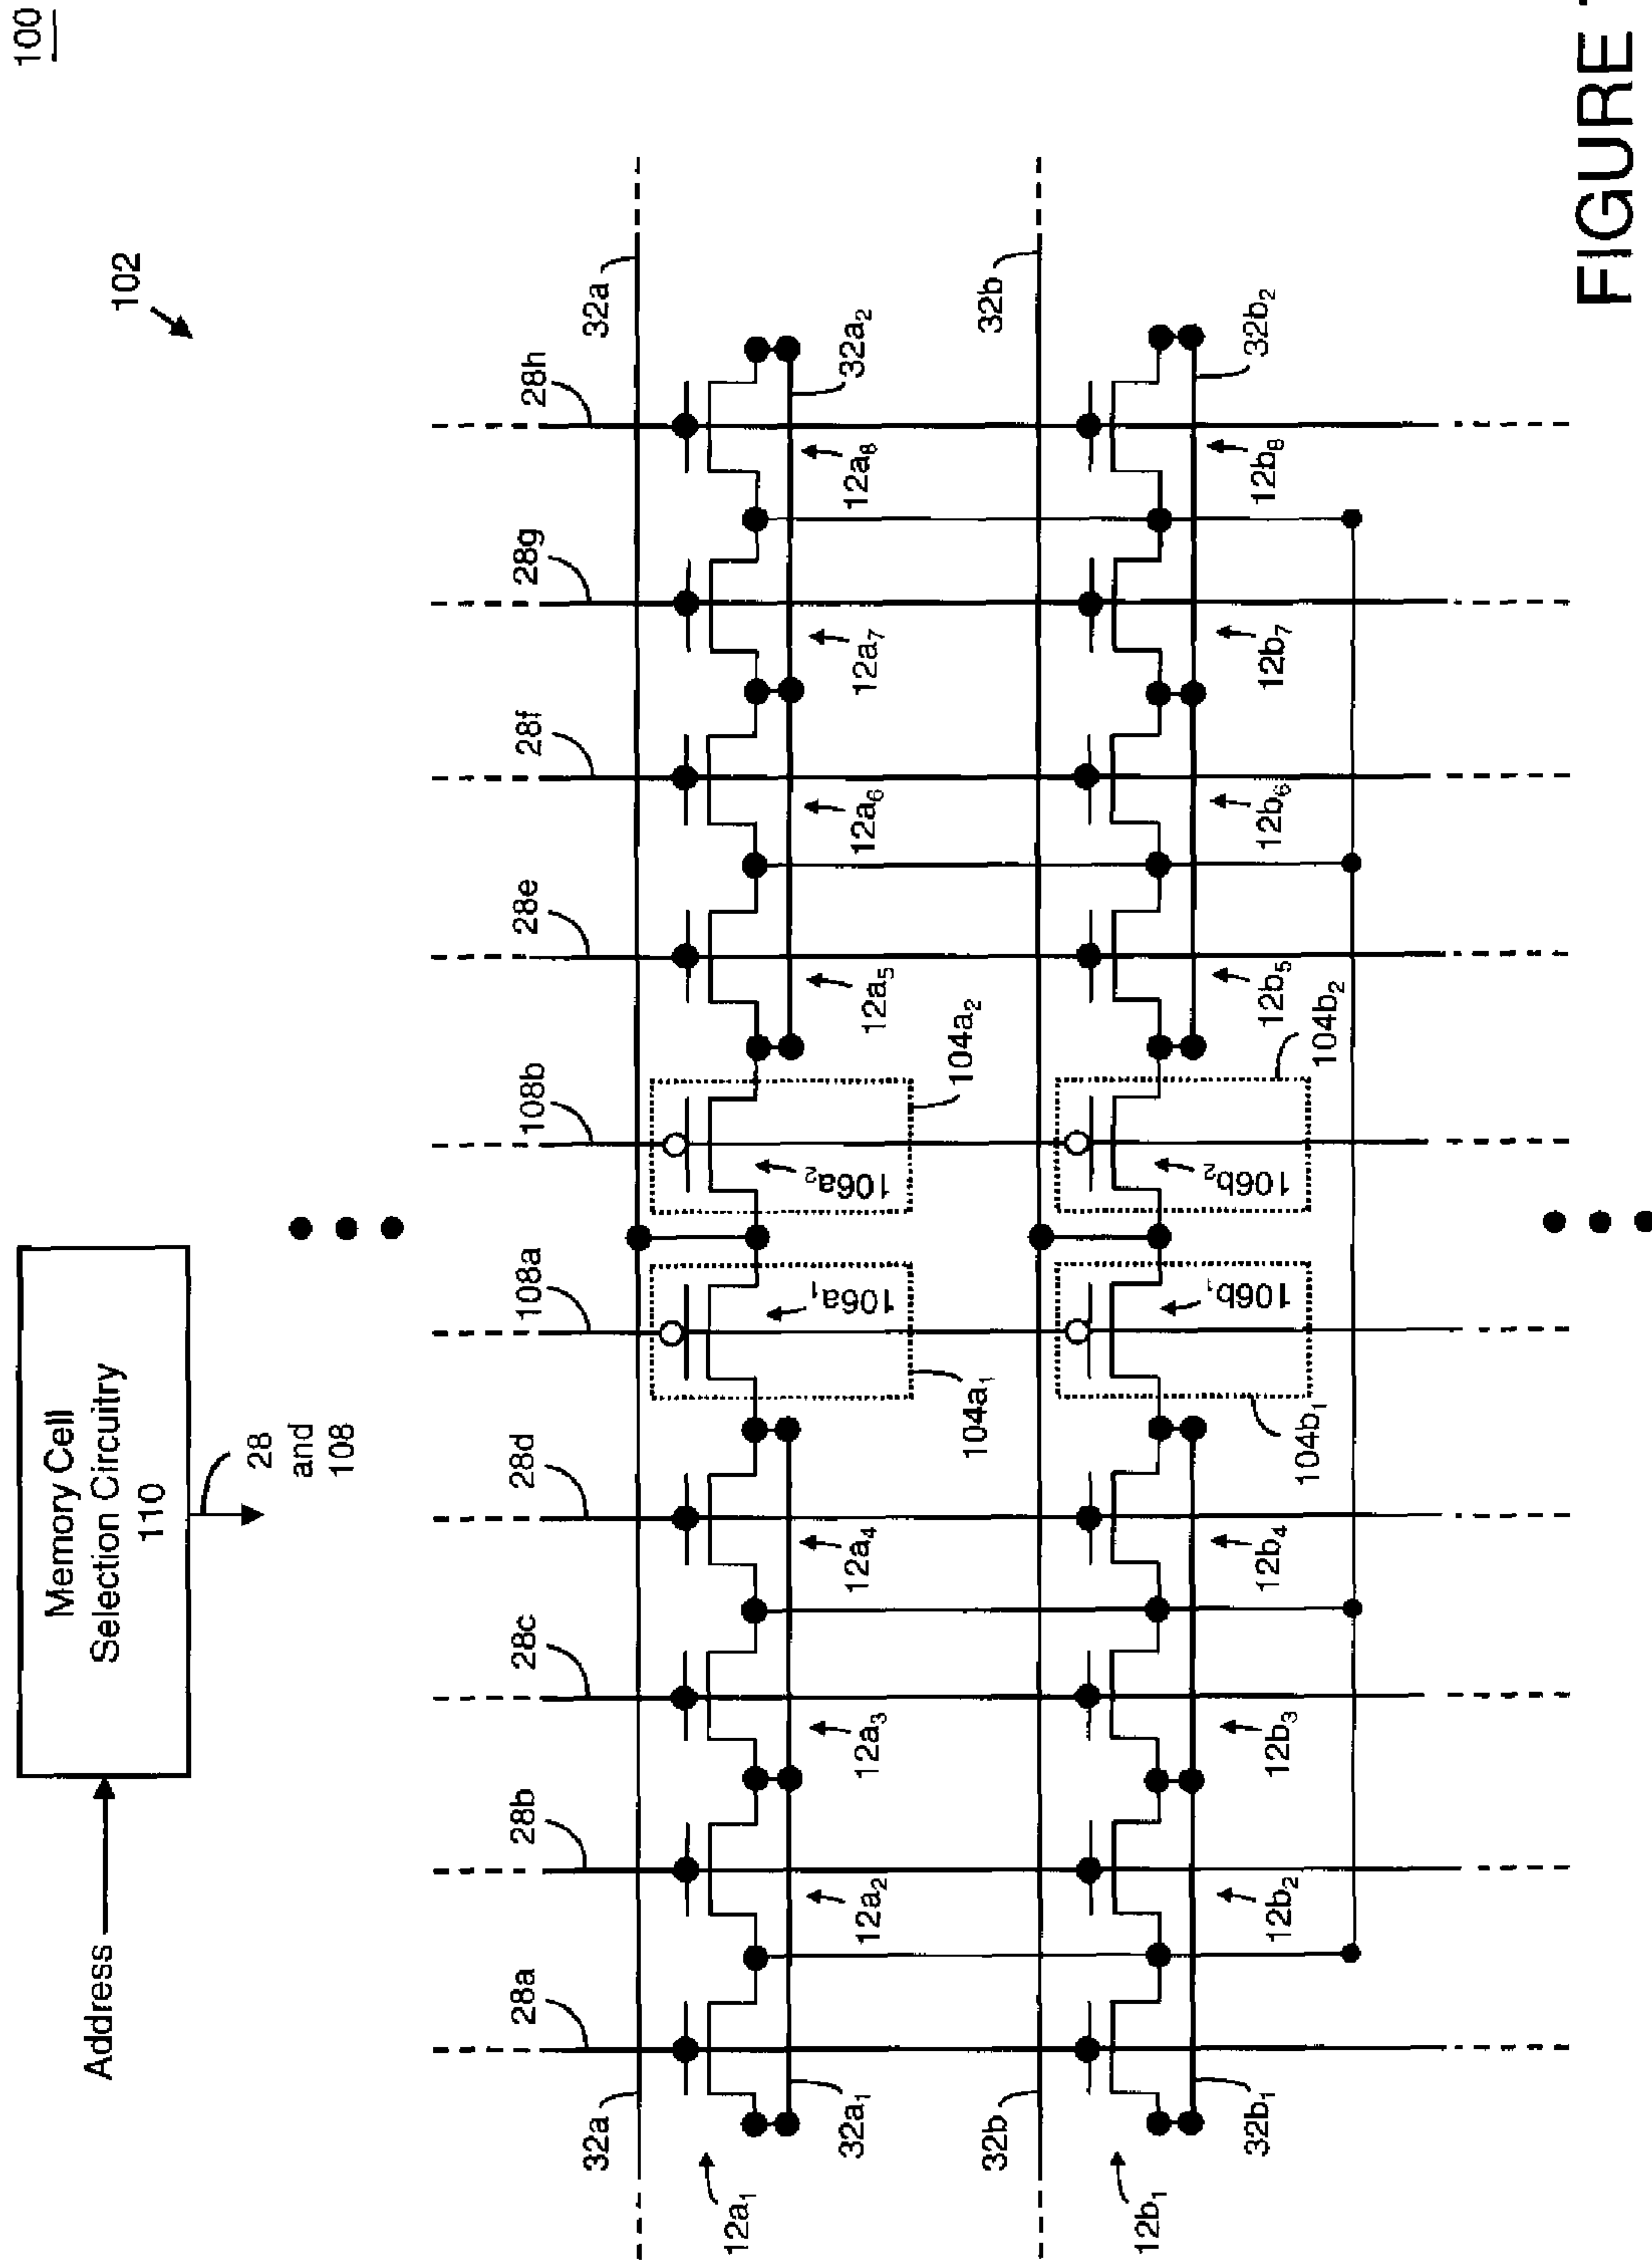 100
Address
Memory Cell
Selection Circuitry
110
28
and
108
102
28a
28b
28c
28d
108a
108b
28e
28f
28g
28h
32a
32a
12a₁
32a₁
12a₂
12a₃
12a₄
104a₁
106a₁
106a₂
104a₂
12a₅
12a₆
12a₇
12a₈
32a₂
32b
32b
12b₁
32b₁
12b₂
12b₃
12b₄
104b₁
106b₁
106b₂
104b₂
12b₅
12b₆
12b₇
12b₈
32b₂
FIGURE